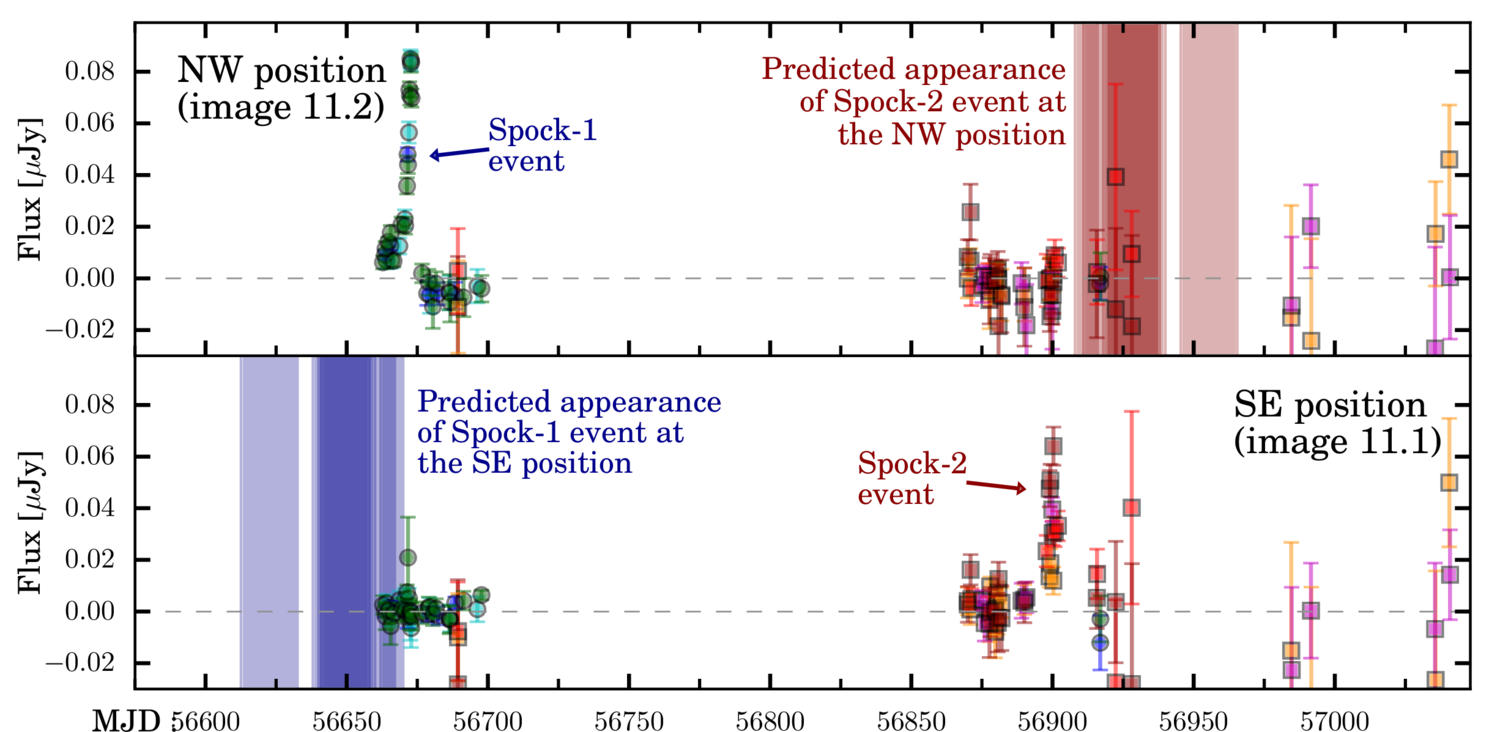 NW position
(image 11.2)
Spock-1
event
Predicted appearance
of Spock-2 event at
the NW position
Flux [μJy]
0.08
0.06
0.04
0.02
0.00
−0.02
Predicted appearance
of Spock-1 event at
the SE position
Spock-2
event
SE position
(image 11.1)
Flux [μJy]
0.08
0.06
0.04
0.02
0.00
−0.02
MJD : 56600 56650 56700 56750 56800 56850 56900 56950 57000